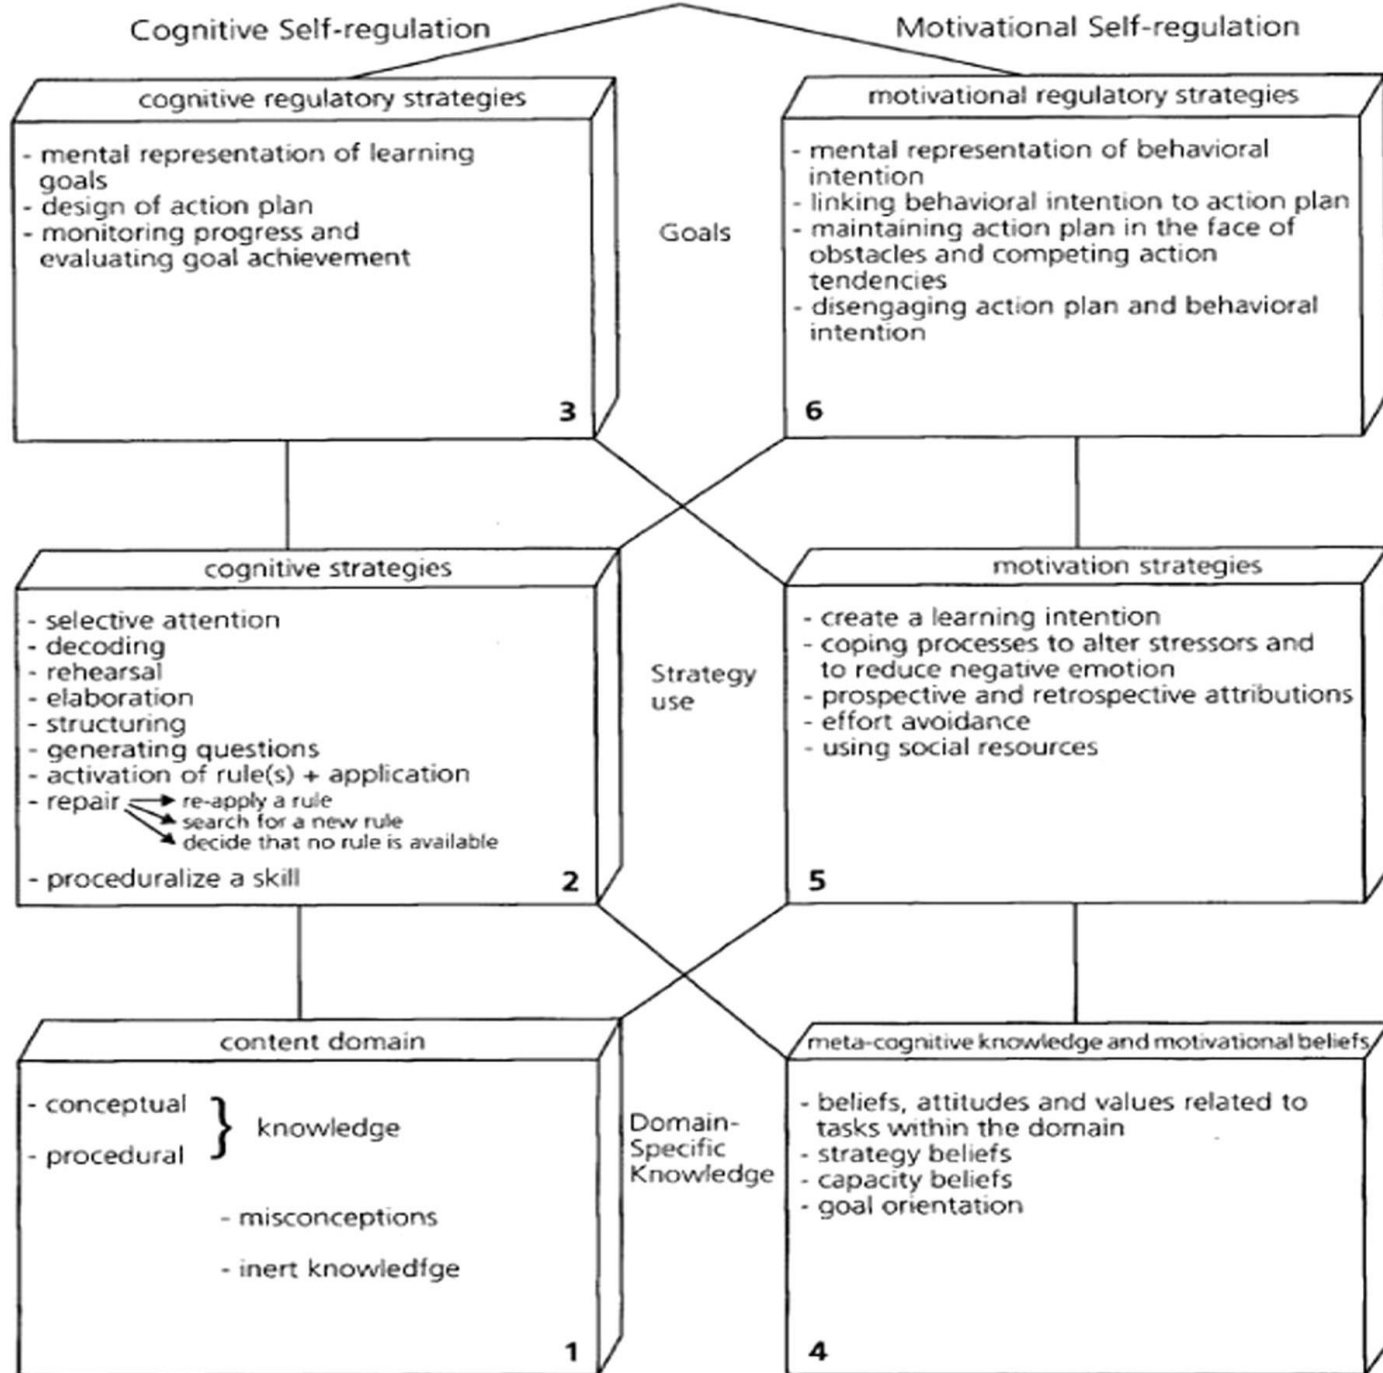 Cognitive Self-regulation
Motivational Self-regulation
cognitive regulatory strategies
- mental representation of learning
goals
- design of action plan
- monitoring progress and
evaluating goal achievement
3
Goals
motivational regulatory strategies
- mental representation of behavioral
intention
- linking behavioral intention to action plan
- maintaining action plan in the face of
obstacles and competing action
tendencies
- disengaging action plan and behavioral
intention
6
cognitive strategies
- selective attention
- decoding
- rehearsal
- elaboration
- structuring
- generating questions
- activation of rule(s) + application
- repair
re-apply a rule
search for a new rule
decide that no rule is available
- proceduralize a skill
2
Strategy
use
motivation strategies
- create a learning intention
- coping processes to alter stressors and
to reduce negative emotion
- prospective and retrospective attributions
- effort avoidance
- using social resources
5
content domain
- conceptual
- procedural
} knowledge
- misconceptions
- inert knowledfge
1
Domain-
Specific
Knowledge
meta-cognitive knowledge and motivational beliefs
- beliefs, attitudes and values related to
tasks within the domain
- strategy beliefs
- capacity beliefs
- goal orientation
4